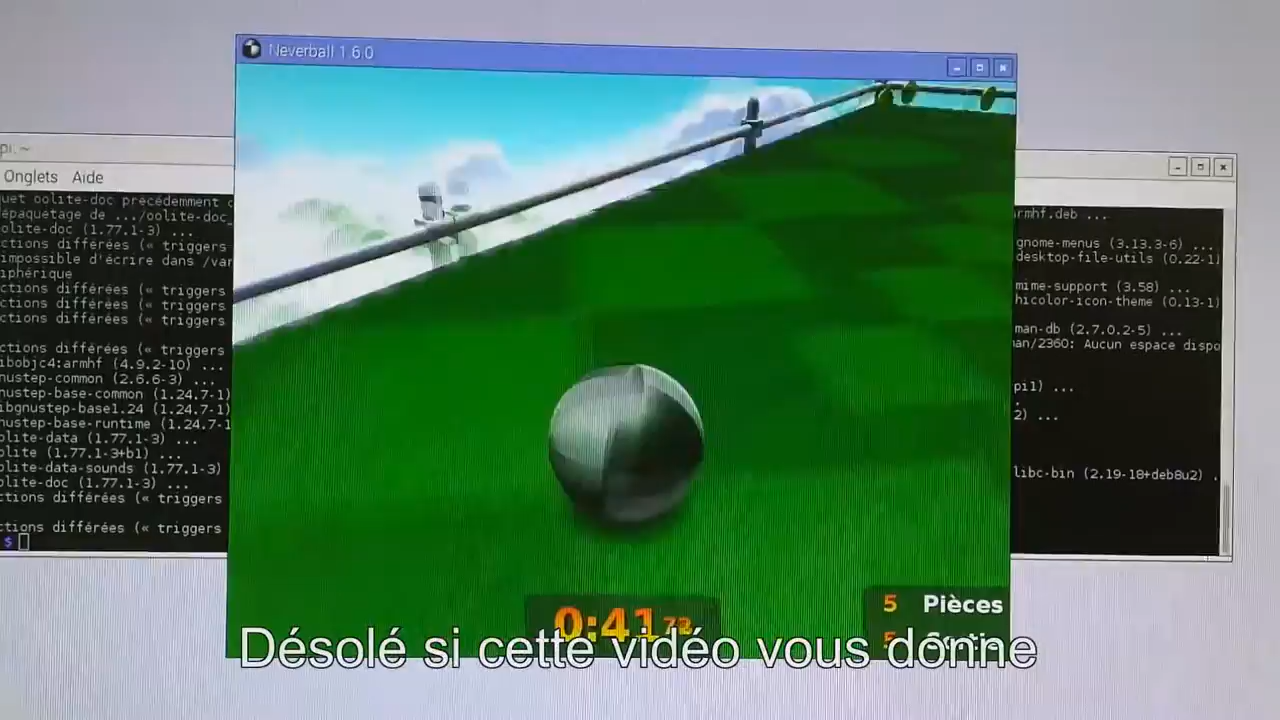 Neverball 1.6.0
pi: ~
Onglets Aide
uet oolite-doc précédemment
épaquetage de .../oolite-doc_
olite-doc (1.77.1-3) ...
ctions différées (« triggers
impossible d'écrire dans /var
iphérique
ctions différées (« triggers
ctions différées (« triggers
ctions différées (« triggers
ctions différées (« triggers
ibobjc4:armhf (4.9.2-10) ...
nustep-common (2.6.6-3) ...
nustep-base-common (1.24.7-1)
ibgnustep-base1.24 (1.24.7-1)
nustep-base-runtime (1.24.7-1
olite-data (1.77.1-3) ...
olite (1.77.1-3+b1) ...
olite-data-sounds (1.77.1-3)
olite-doc (1.77.1-3) ...
ctions différées (« triggers
ctions différées (« triggers
$
armhf.deb ...
gnome-menus (3.13.3-6) ...
desktop-file-utils (0.22-1)
mime-support (3.58) ...
hicolor-icon-theme (0.13-1)
man-db (2.7.0.2-5) ...
an/2360: Aucun espace dispo
pi1) ...
2) ...
libc-bin (2.19-18+deb8u2) .
0:41
5 Pièces
5
Désolé si cette vidéo vous donne